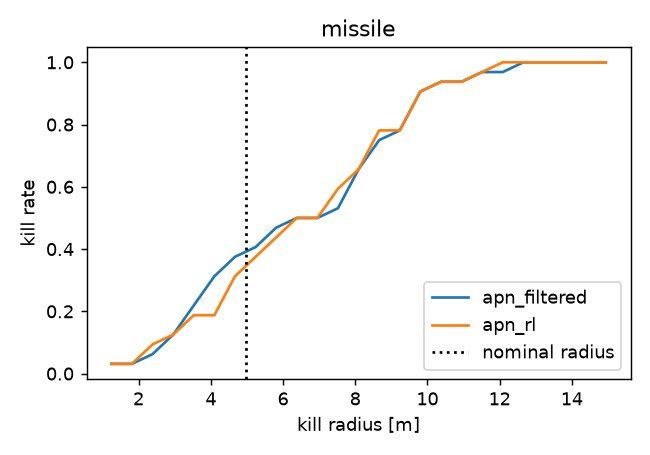 missile
kill rate
1.0
0.8
0.6
0.4
0.2
0.0
apn_filtered
apn_rl
nominal radius
2 4 6 8 10 12 14
kill radius [m]